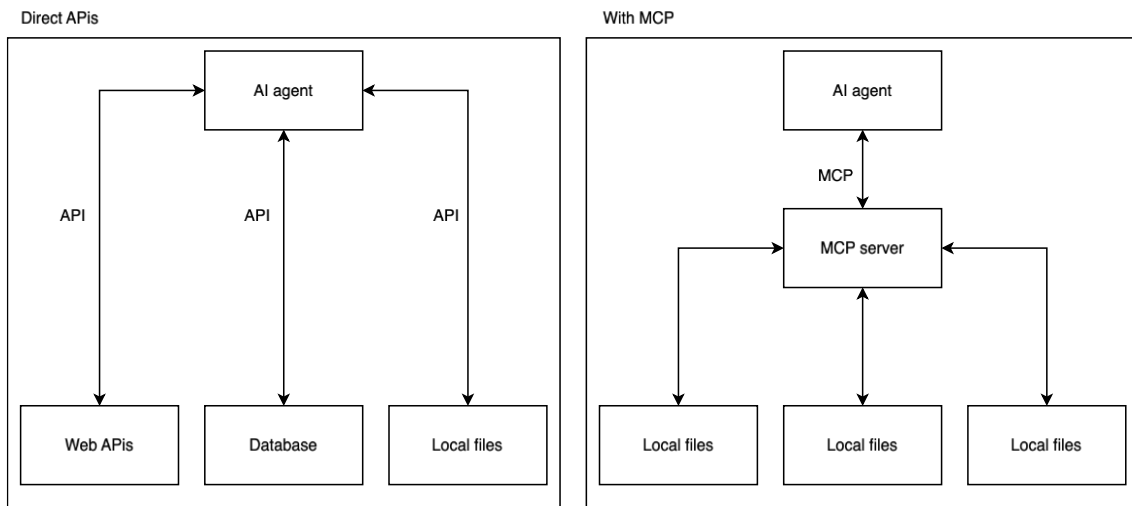 Direct APIs
With MCP
AI agent
AI agent
MCP
API
API
API
MCP server
Web APIs
Database
Local files
Local files
Local files
Local files